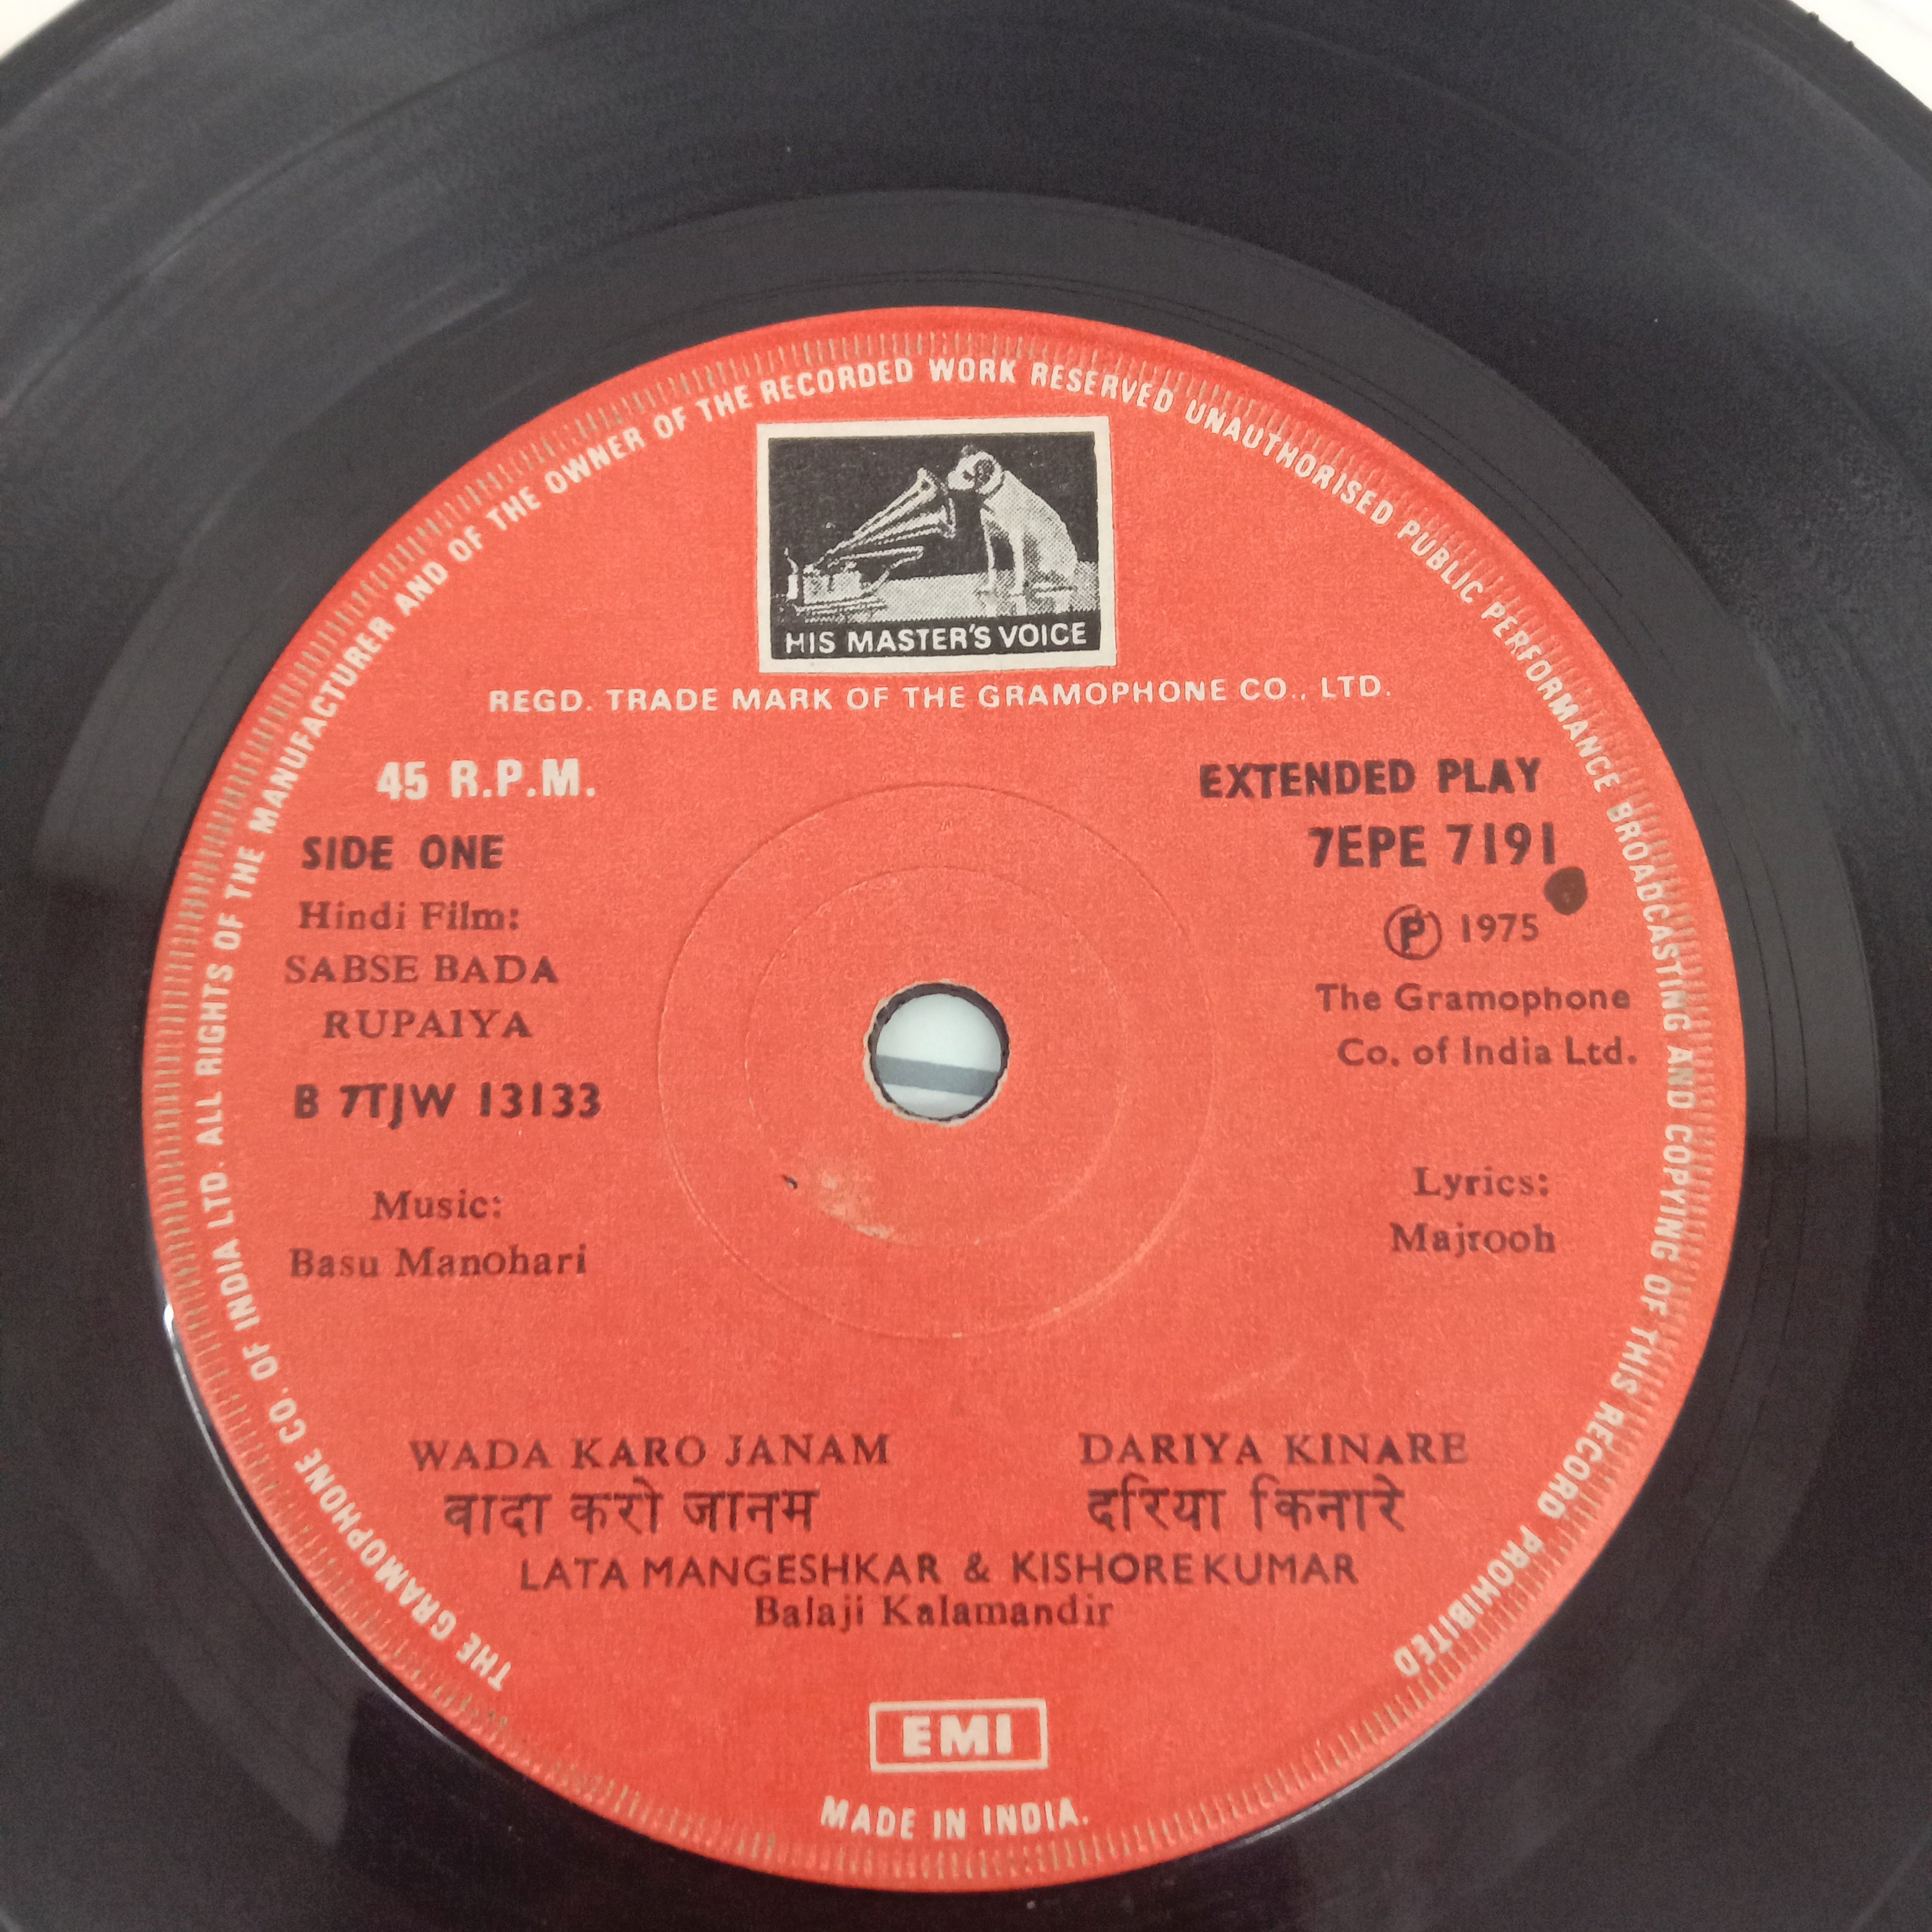 THE GRAMOPHONE CO. OF INDIA LTD. ALL RIGHTS OF THE MANUFACTURER AND OF THE OWNER OF THE RECORDED WORK RESERVED UNAUTHORISED PUBLIC PERFORMANCE BROADCASTING AND COPYING OF THIS RECORD PROHIBITED
HIS MASTER'S VOICE
REGD. TRADE MARK OF THE GRAMOPHONE CO., LTD.
45 R.P.M.
EXTENDED PLAY
SIDE ONE
7EPE 7191
Hindi Film:
SABSE BADA
RUPA1YA
Ⓟ 1975
The Gramophone
Co. of India Ltd.
B 7TJW 13133
Music:
Basu Manohari
Lyrics:
Majrooh
WADA KARO JANAM
DARIYA KINARE
वादा करो जानम
दरिया किनारे
LATA MANGESHKAR & KISHORE KUMAR
Balaji Kalamandir
EMI
MADE IN INDIA.